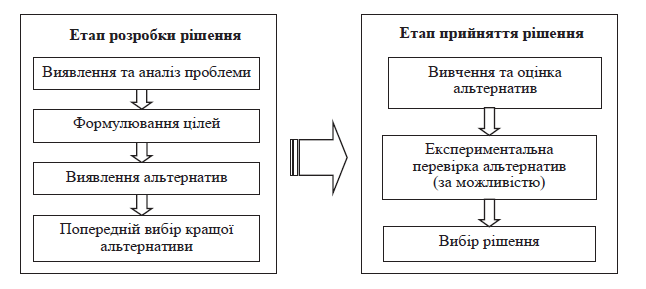 Етап розробки рішення
Виявлення та аналіз проблеми
Формулювання цілей
Виявлення альтернатив
Попередній вибір кращої
альтернативи
Етап прийняття рішення
Вивчення та оцінка
альтернатив
Експериментальна
перевірка альтернатив
(за можливістю)
Вибір рішення